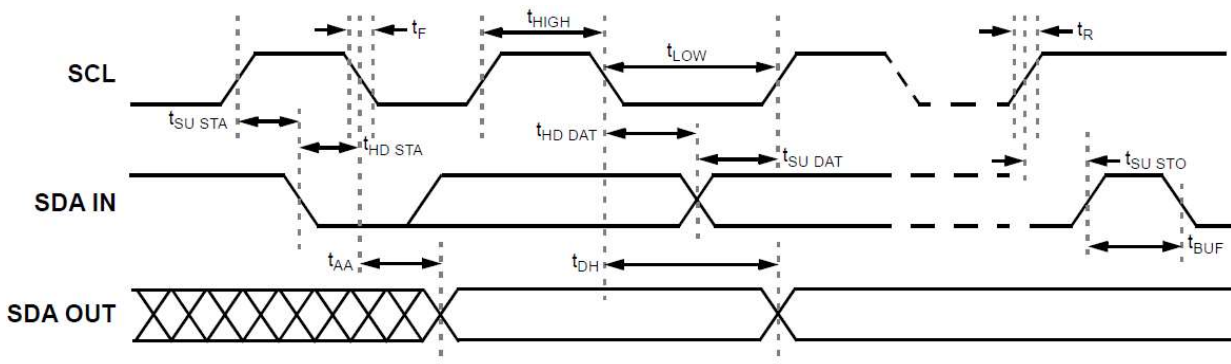 tF
tHIGH
tR
SCL
tLOW
tSU STA
tHD STA
tHD DAT
tSU DAT
tSU STO
SDA IN
tAA
tDH
tBUF
SDA OUT